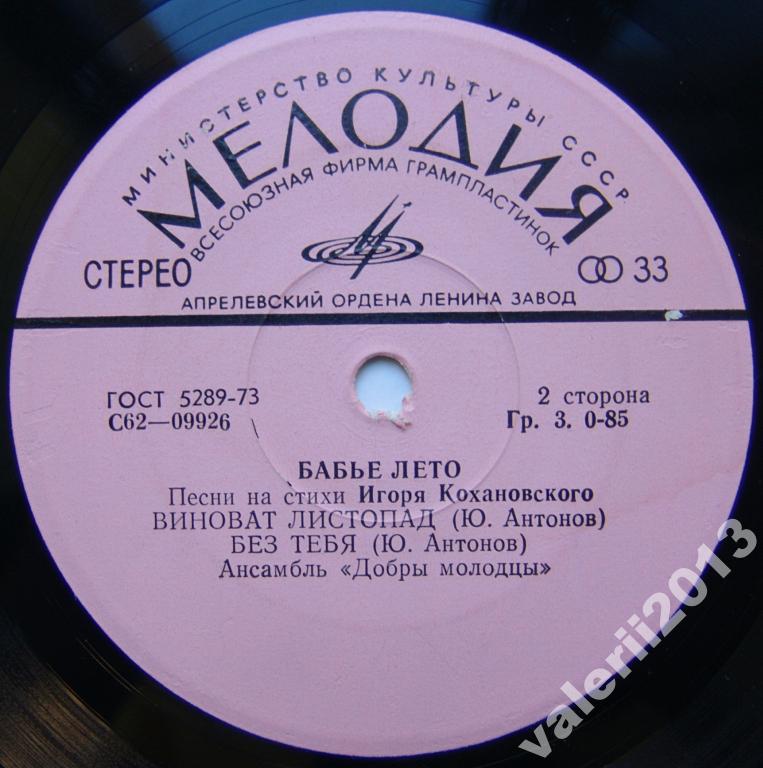 МИНИСТЕРСТВО КУЛЬТУРЫ СССР
МЕЛОДИЯ
ВСЕСОЮЗНАЯ ФИРМА ГРАМПЛАСТИНОК
СТЕРЕО
33
АПРЕЛЕВСКИЙ ОРДЕНА ЛЕНИНА ЗАВОД
ГОСТ 5289-73
С62—09926
2 сторона
Гр. 3. 0-85
БАБЬЕ ЛЕТО
Песни на стихи Игоря Кохановского
ВИНОВАТ ЛИСТОПАД (Ю. Антонов)
БЕЗ ТЕБЯ (Ю. Антонов)
Ансамбль «Добры молодцы»
valerii2013